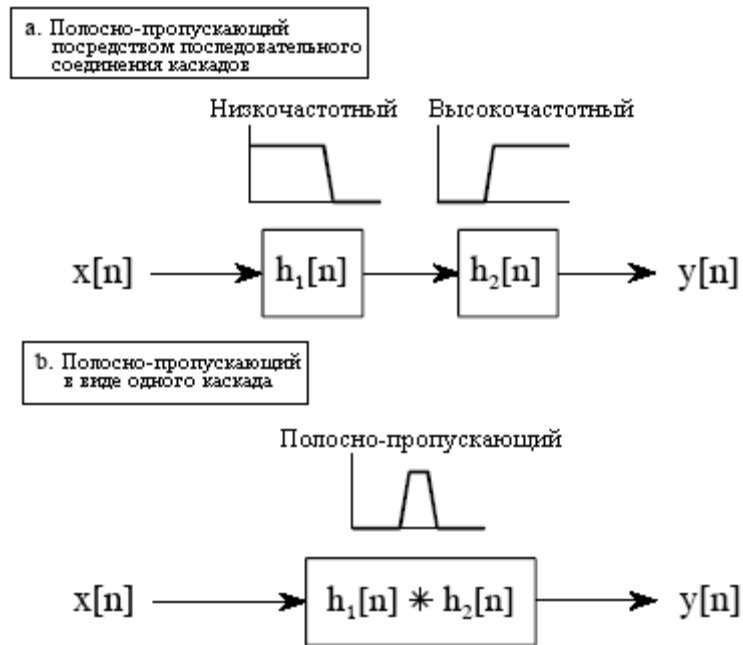 a. Полосно-пропускающий
посредством последовательного
соединения каскадов
Низкочастотный Высокочастотный
x[n] h₁[n] h₂[n] y[n]
b. Полосно-пропускающий
в виде одного каскада
Полосно-пропускающий
x[n] h₁[n] * h₂[n] y[n]